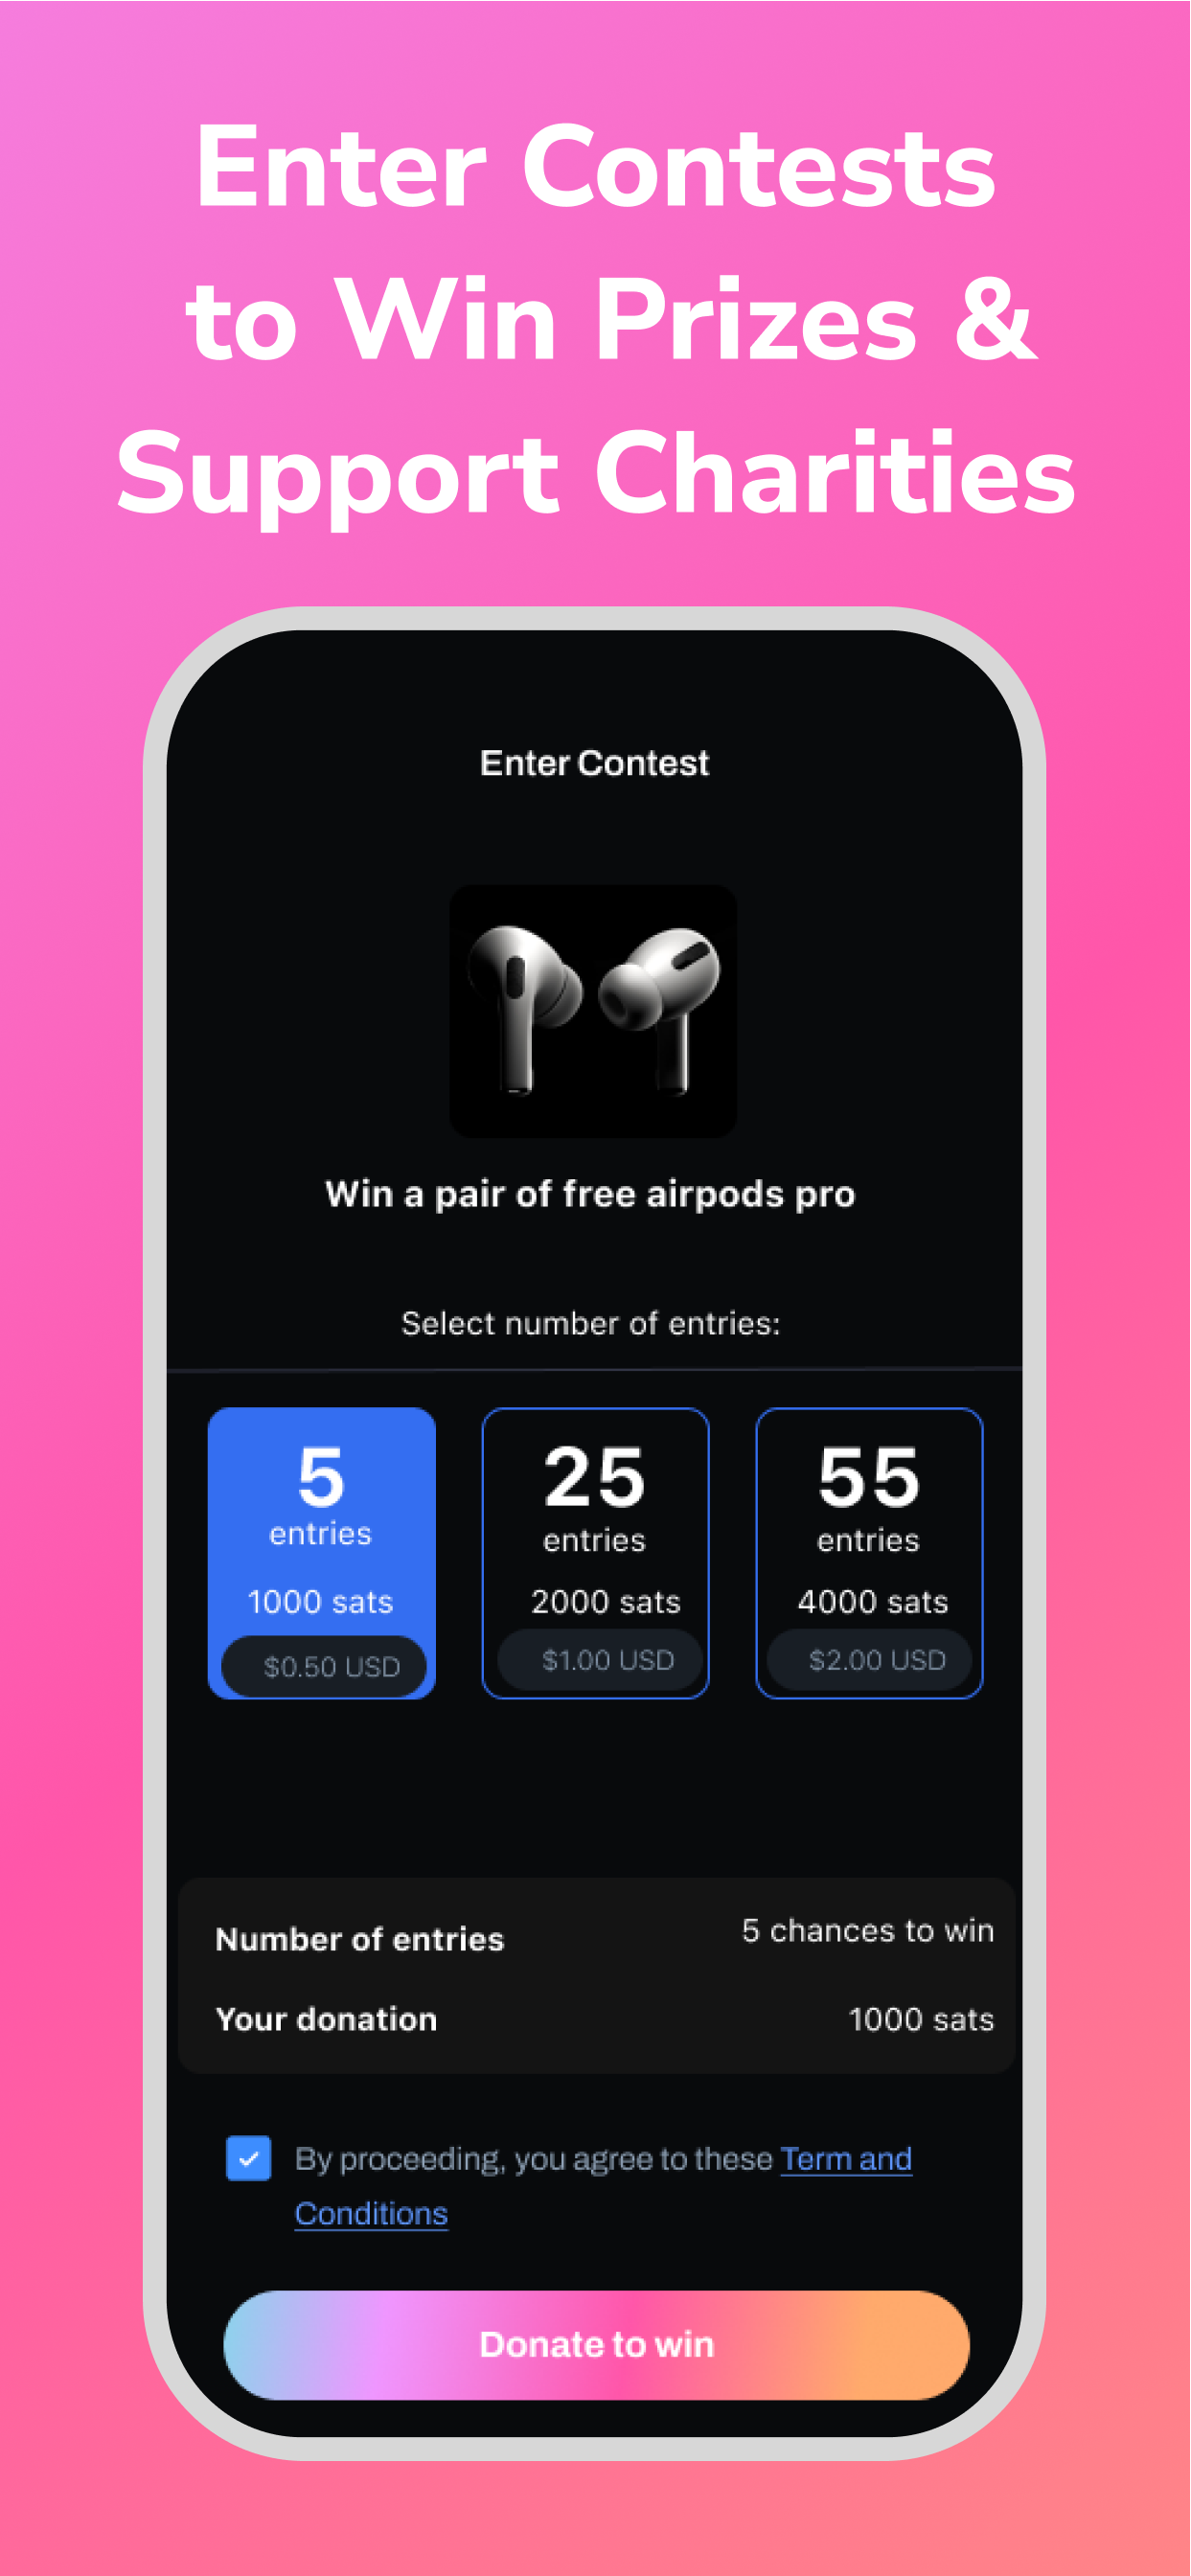 Enter Contests
to Win Prizes &
Support Charities
Enter Contest
Win a pair of free airpods pro
Select number of entries:
5
entries
1000 sats
$0.50 USD
25
entries
2000 sats
$1.00 USD
55
entries
4000 sats
$2.00 USD
Number of entries 5 chances to win
Your donation 1000 sats
By proceeding, you agree to these Term and
Conditions
Donate to win